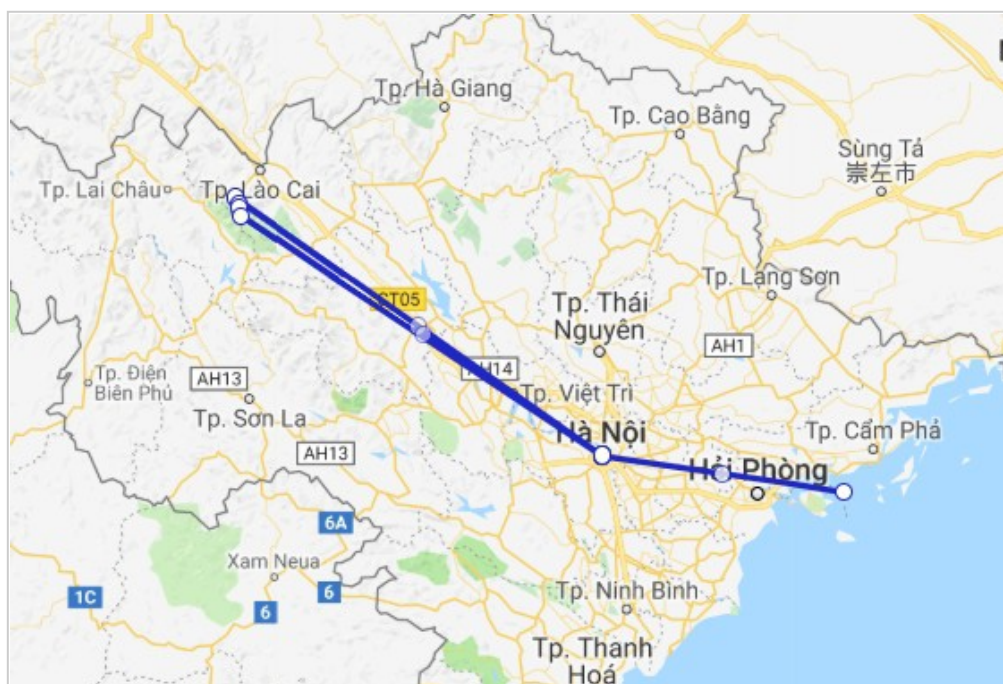 Tp. Hà Giang
Tp. Cao Bằng
Sùng Tả
崇左市
Tp. Lai Châu
Tp. Lào Cai
Tp. Lạng Sơn
CT05
Tp. Thái
Nguyên
AH1
AH14
Tp. Điện
Biên Phủ
AH13
Tp. Việt Trì
Tp. Sơn La
Hà Nội
Tp. Cẩm Phả
AH13
Hải Phòng
6A
Xam Neua
1C
6
6
Tp. Ninh Bình
Tp. Thanh
Hoá